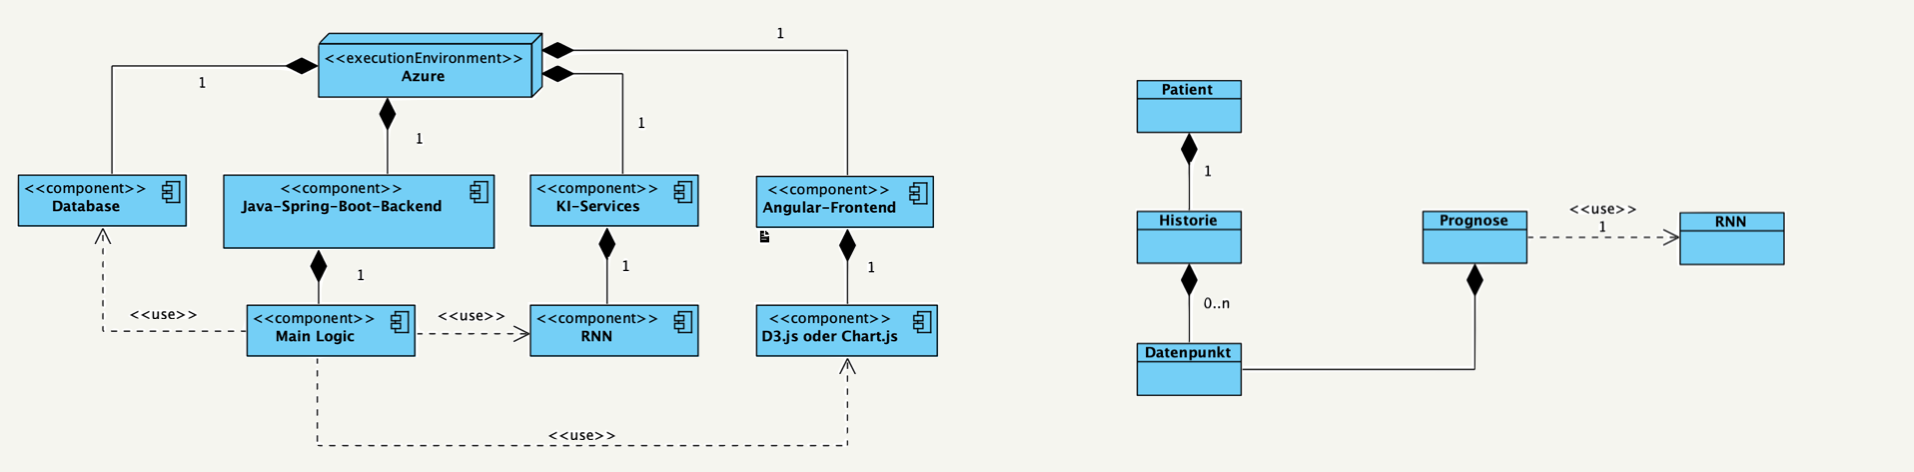 <<executionEnvironment>>
Azure
1
1
1
1
<<component>>
Database
<<component>>
Java-Spring-Boot-Backend
<<component>>
KI-Services
<<component>>
Angular-Frontend
1
1
1
<<use>>
<<component>>
Main Logic
<<use>>
<<component>>
RNN
<<component>>
D3.js oder Chart.js
<<use>>
Patient
1
Historie
0..n
Datenpunkt
Prognose
<<use>>
1
RNN